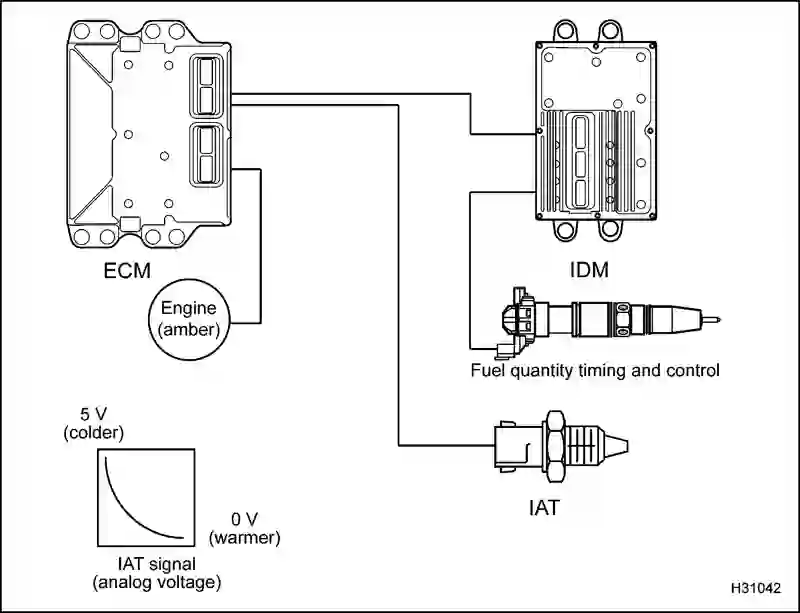 ECM
IDM
Engine
(amber)
Fuel quantity timing and control
5 V
(colder)
0 V
(warmer)
IAT
IAT signal
(analog voltage)
H31042